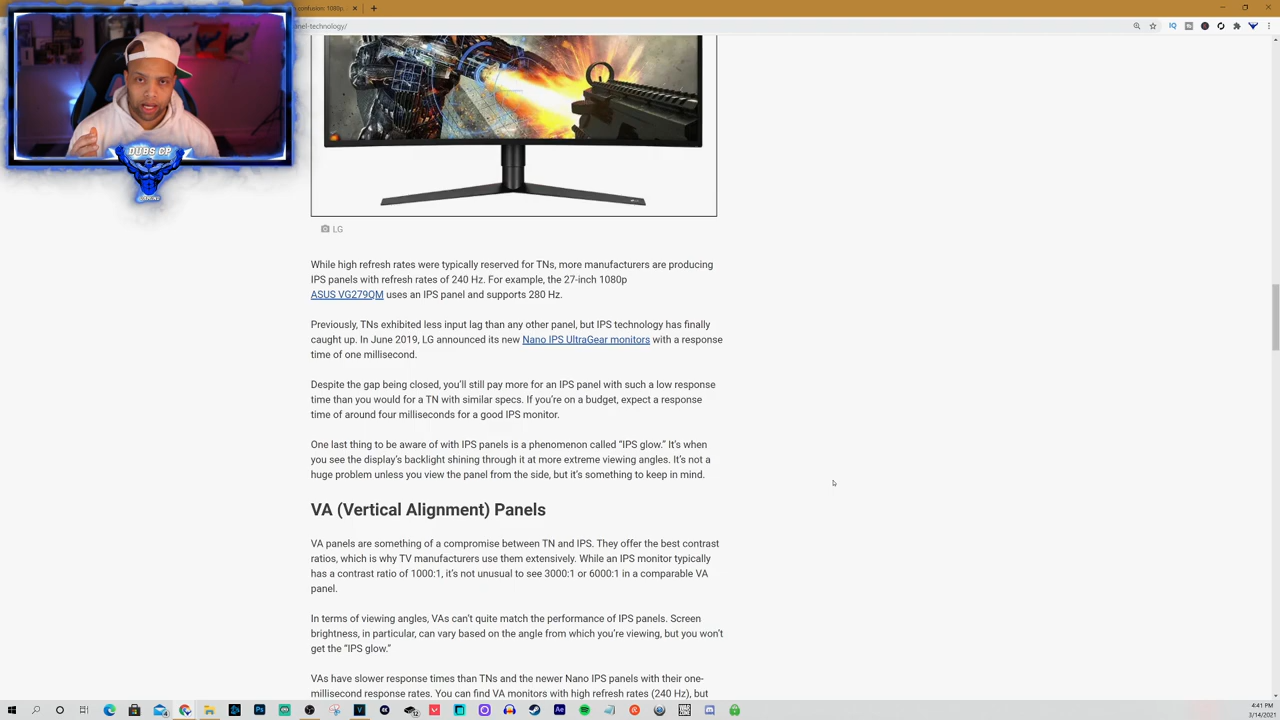 confusion: 1080p,
nel-technology/
DUBS CP
AMING
LG
While high refresh rates were typically reserved for TNs, more manufacturers are producing
IPS panels with refresh rates of 240 Hz. For example, the 27-inch 1080p
ASUS VG279QM uses an IPS panel and supports 280 Hz.
Previously, TNs exhibited less input lag than any other panel, but IPS technology has finally
caught up. In June 2019, LG announced its new Nano IPS UltraGear monitors with a response
time of one millisecond.
Despite the gap being closed, you'll still pay more for an IPS panel with such a low response
time than you would for a TN with similar specs. If you're on a budget, expect a response
time of around four milliseconds for a good IPS monitor.
One last thing to be aware of with IPS panels is a phenomenon called “IPS glow.” It's when
you see the display's backlight shining through it at more extreme viewing angles. It's not a
huge problem unless you view the panel from the side, but it's something to keep in mind.
VA (Vertical Alignment) Panels
VA panels are something of a compromise between TN and IPS. They offer the best contrast
ratios, which is why TV manufacturers use them extensively. While an IPS monitor typically
has a contrast ratio of 1000:1, it's not unusual to see 3000:1 or 6000:1 in a comparable VA
panel.
In terms of viewing angles, VAs can't quite match the performance of IPS panels. Screen
brightness, in particular, can vary based on the angle from which you're viewing, but you won't
get the “IPS glow.”
VAs have slower response times than TNs and the newer Nano IPS panels with their one-
millisecond response rates. You can find VA monitors with high refresh rates (240 Hz), but
4:41 PM
3/14/2021